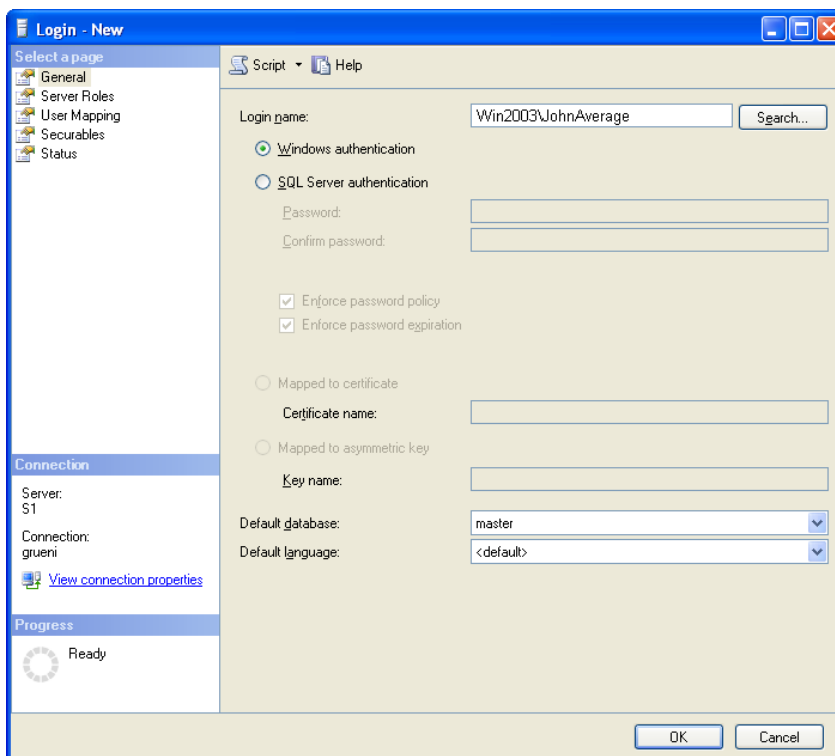 Login - New
Select a page
General
Server Roles
User Mapping
Securables
Status
Script Help
Login name: Win2003\JohnAverage Search...
Windows authentication
SQL Server authentication
Password:
Confirm password:
Enforce password policy
Enforce password expiration
Mapped to certificate
Certificate name:
Mapped to asymmetric key
Key name:
Default database: master
Default language: <default>
Connection
Server:
S1
Connection:
grueni
View connection properties
Progress
Ready
OK Cancel